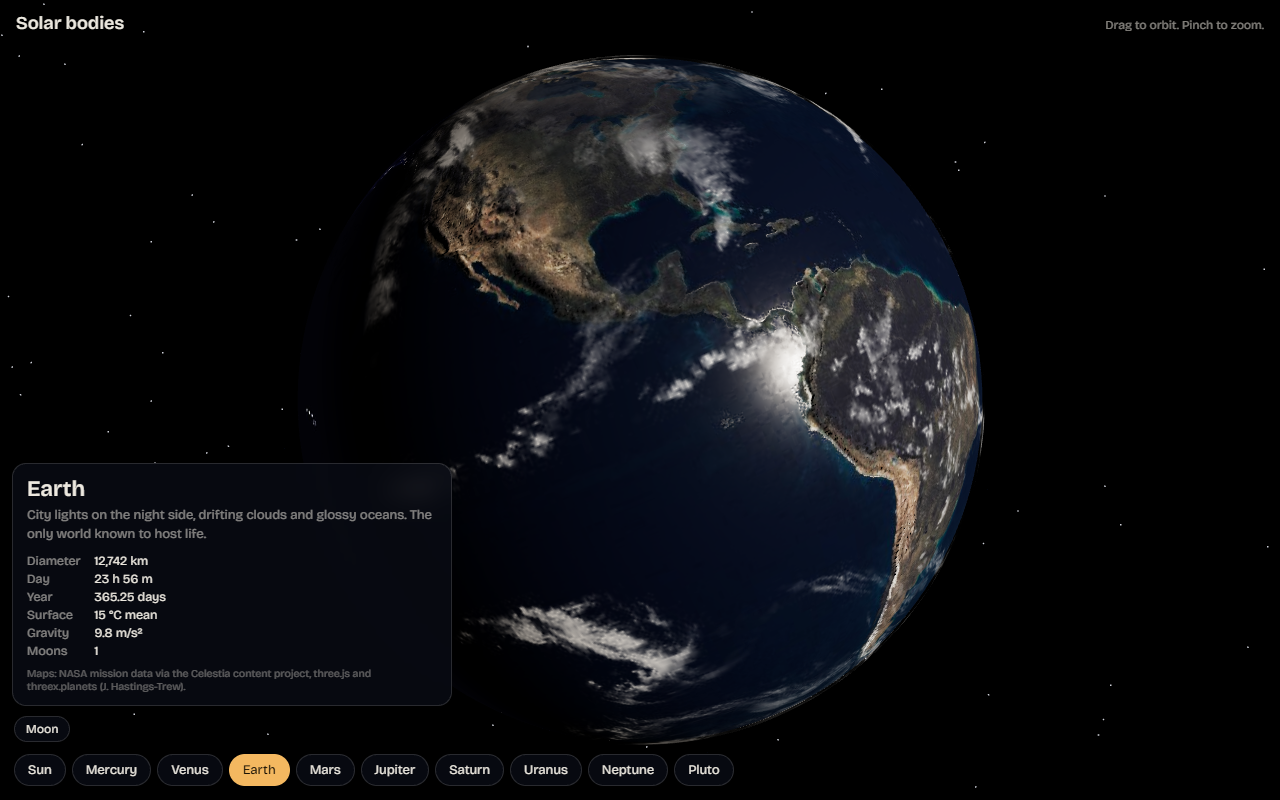 Solar bodies
Drag to orbit. Pinch to zoom.
Earth
City lights on the night side, drifting clouds and glossy oceans. The
only world known to host life.
Diameter 12,742 km
Day 23 h 56 m
Year 365.25 days
Surface 15 °C mean
Gravity 9.8 m/s²
Moons 1
Maps: NASA mission data via the Celestia content project, three.js and
threex.planets (J. Hastings-Trew).
Moon
Sun Mercury Venus Earth Mars Jupiter Saturn Uranus Neptune Pluto